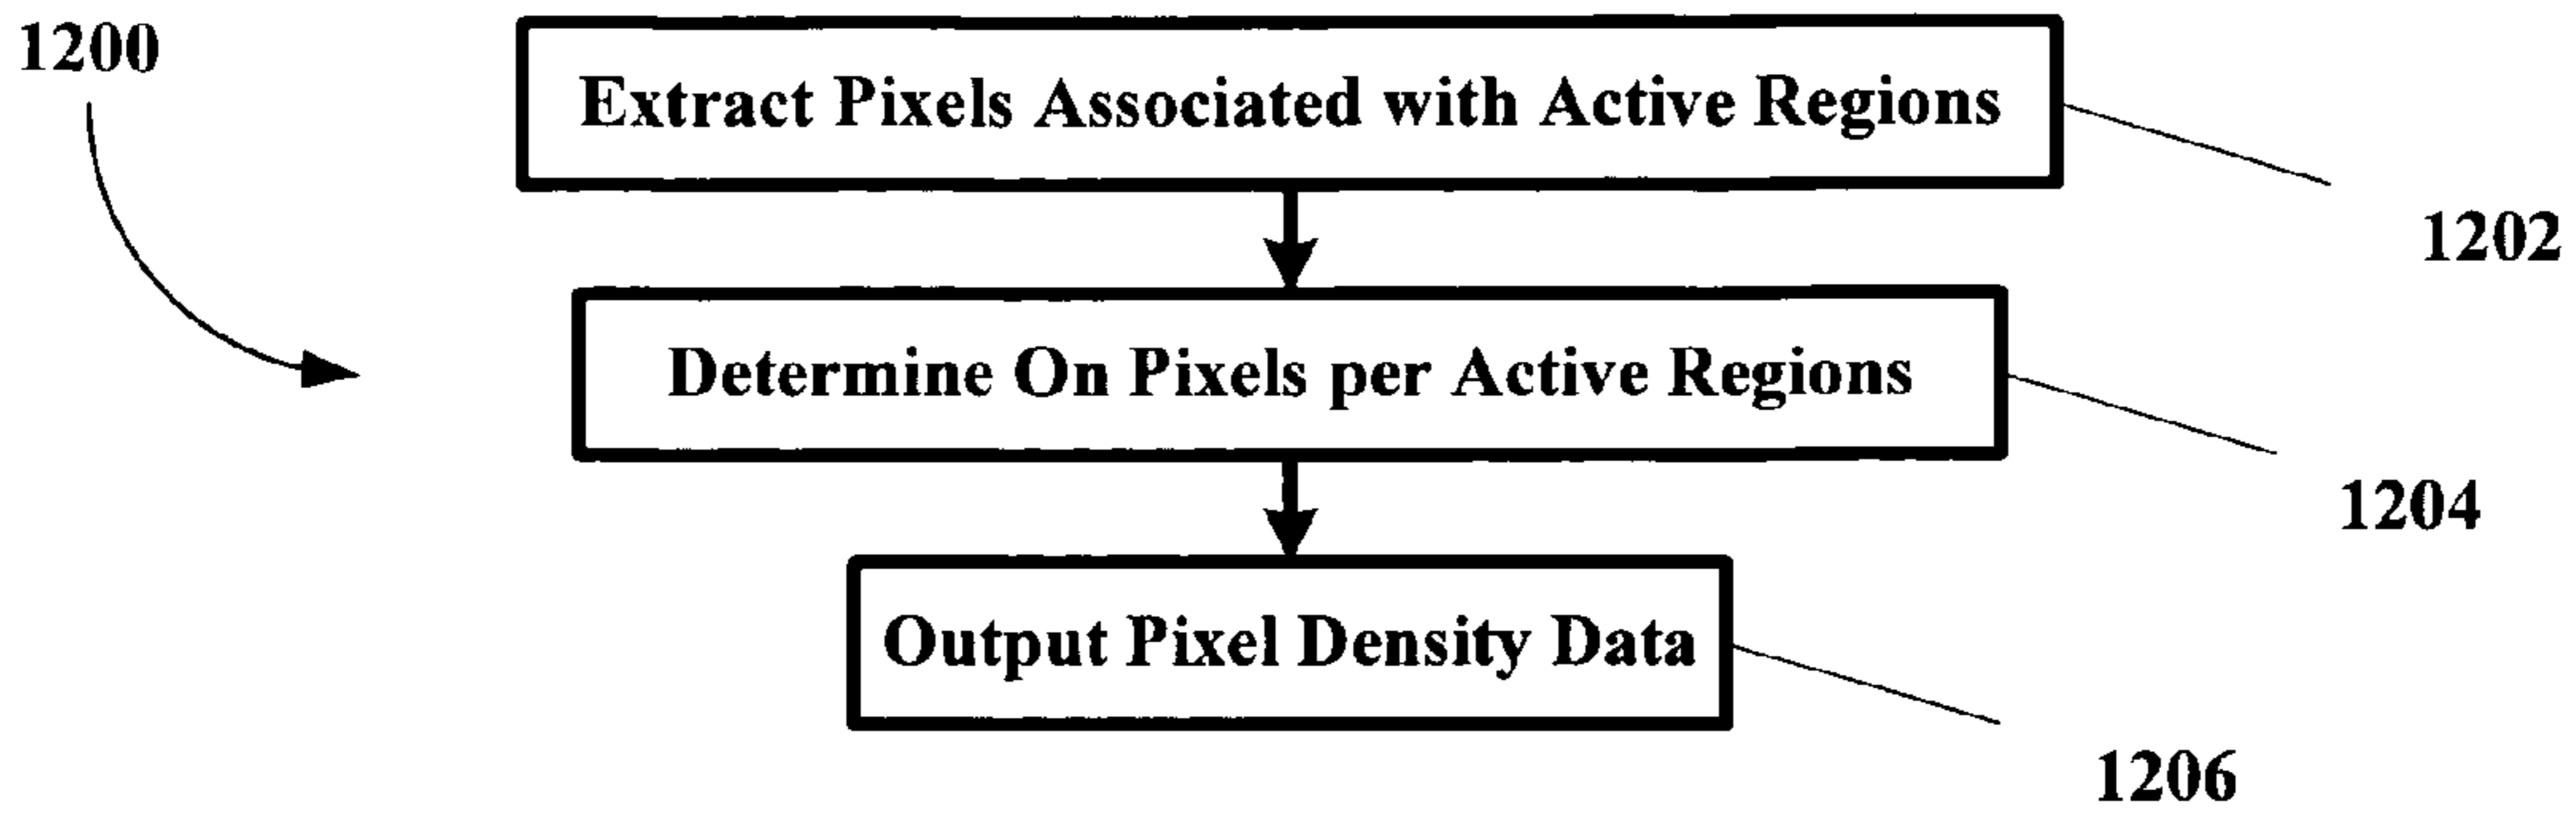 1200
Extract Pixels Associated with Active Regions
1202
Determine On Pixels per Active Regions
1204
Output Pixel Density Data
1206